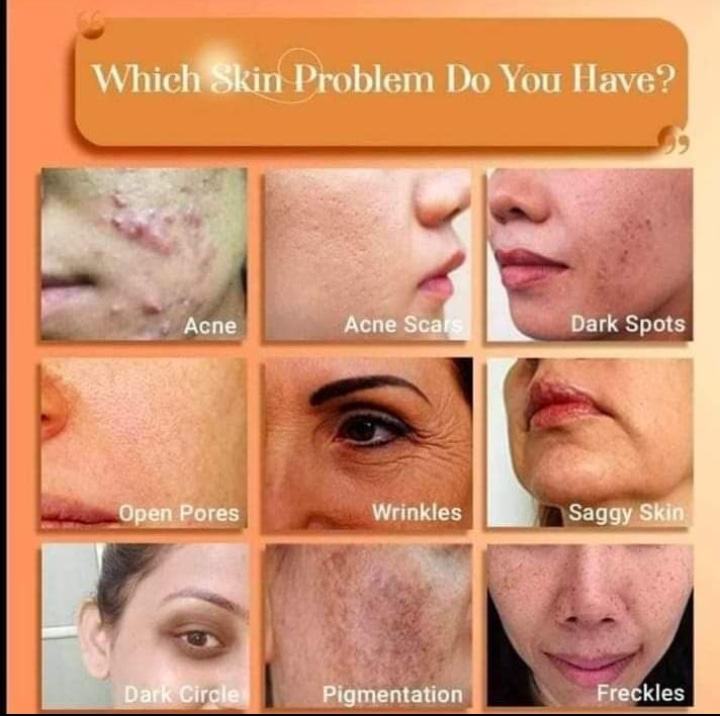 Which Skin Problem Do You Have?
Acne
Acne Scars
Dark Spots
Open Pores
Wrinkles
Saggy Skin
Dark Circle
Pigmentation
Freckles